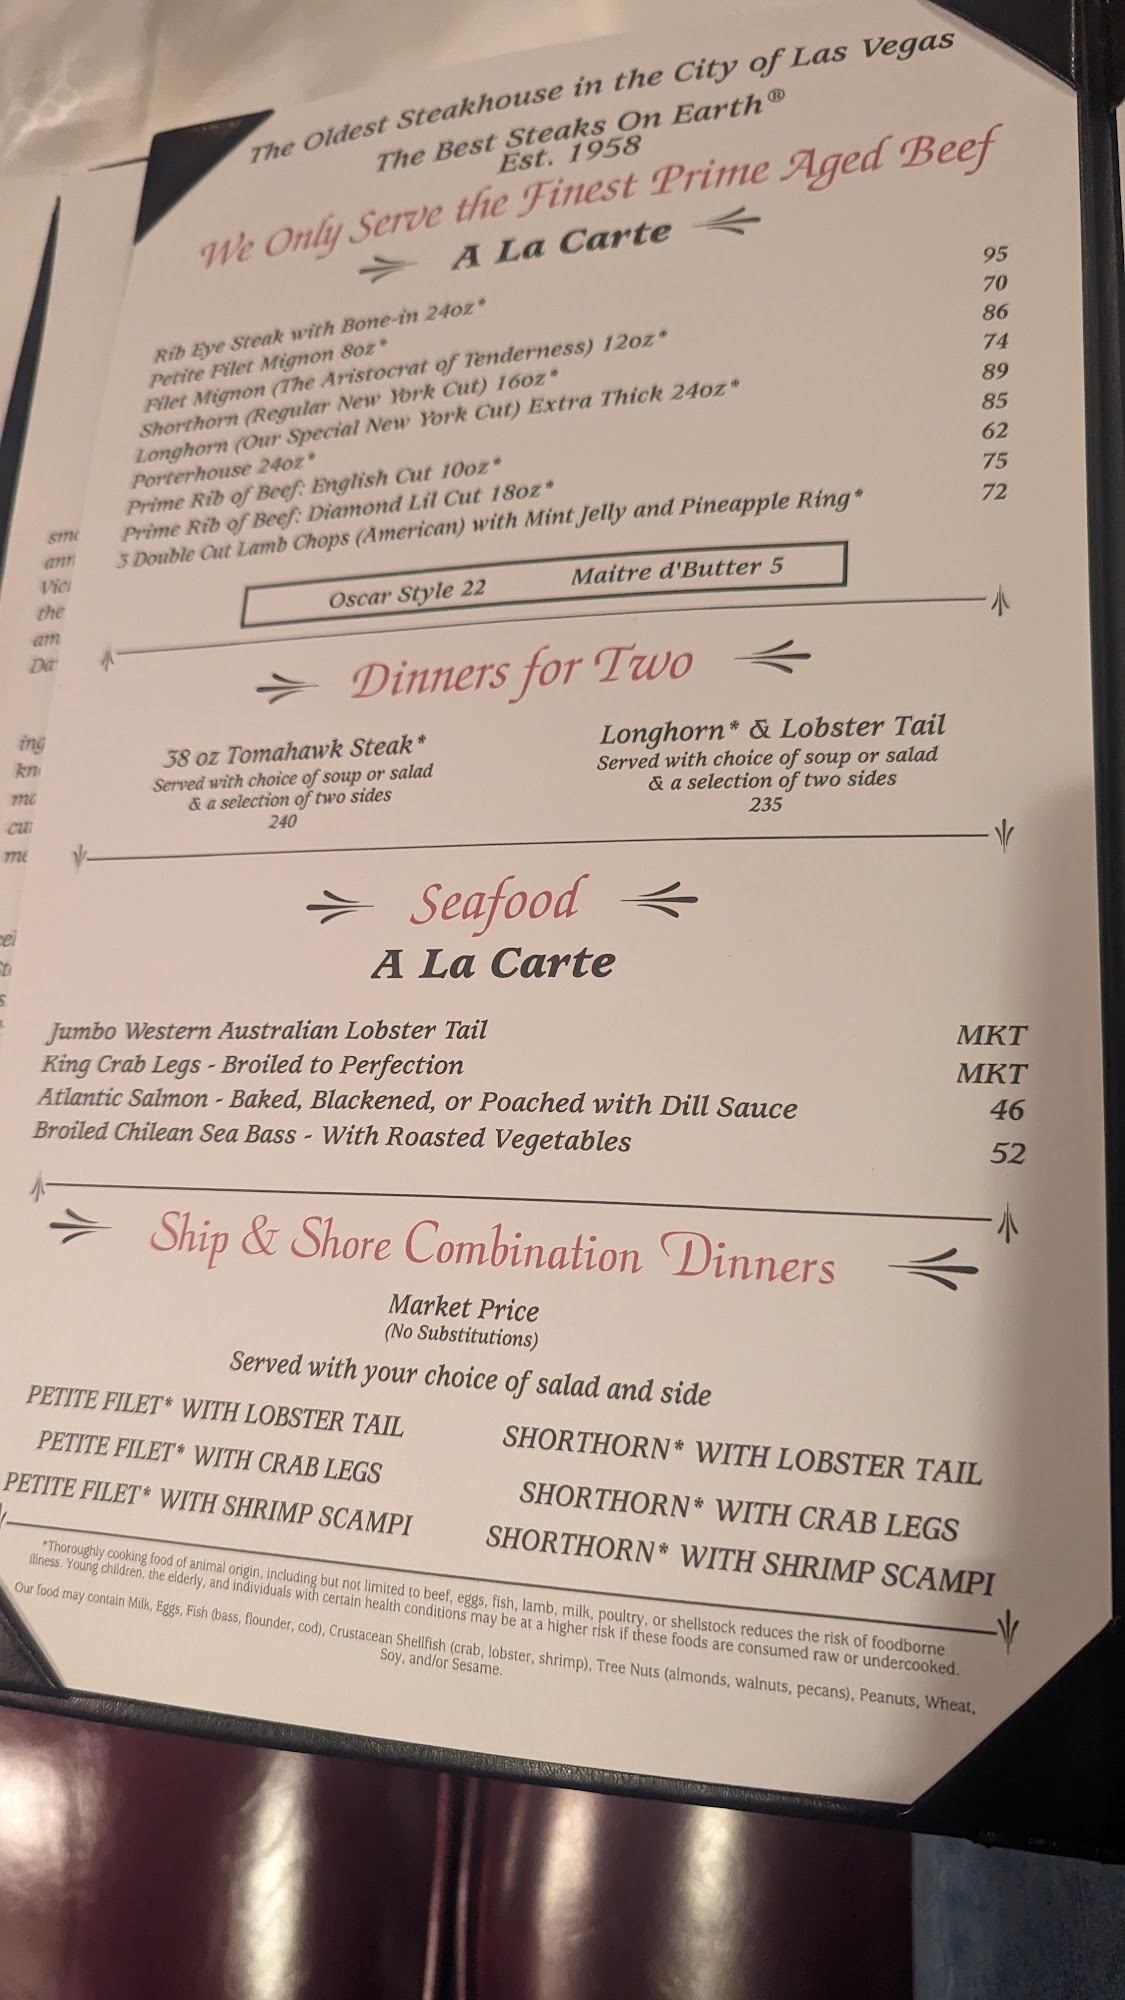 The Oldest Steakhouse in the City of Las Vegas
The Best Steaks On Earth®
Est. 1958
We Only Serve the Finest Prime Aged Beef
A La Carte
Rib Eye Steak with Bone-in 24oz* 95
Petite Filet Mignon 8oz* 70
Filet Mignon (The Aristocrat of Tenderness) 12oz* 86
Shorthorn (Regular New York Cut) 16oz* 74
Longhorn (Our Special New York Cut) Extra Thick 24oz* 89
Porterhouse 24oz* 85
Prime Rib of Beef: English Cut 10oz* 62
Prime Rib of Beef: Diamond Lil Cut 18oz* 75
3 Double Cut Lamb Chops (American) with Mint Jelly and Pineapple Ring* 72
Oscar Style 22 Maitre d'Butter 5
Dinners for Two
38 oz Tomahawk Steak*
Served with choice of soup or salad
& a selection of two sides
240
Longhorn* & Lobster Tail
Served with choice of soup or salad
& a selection of two sides
235
Seafood
A La Carte
Jumbo Western Australian Lobster Tail MKT
King Crab Legs - Broiled to Perfection MKT
Atlantic Salmon - Baked, Blackened, or Poached with Dill Sauce 46
Broiled Chilean Sea Bass - With Roasted Vegetables 52
Ship & Shore Combination Dinners
Market Price
(No Substitutions)
Served with your choice of salad and side
PETITE FILET* WITH LOBSTER TAIL
PETITE FILET* WITH CRAB LEGS
PETITE FILET* WITH SHRIMP SCAMPI
SHORTHORN* WITH LOBSTER TAIL
SHORTHORN* WITH CRAB LEGS
SHORTHORN* WITH SHRIMP SCAMPI
*Thoroughly cooking food of animal origin, including but not limited to beef, eggs, fish, lamb, milk, poultry, or shellstock reduces the risk of foodborne
illness. Young children, the elderly, and individuals with certain health conditions may be at a higher risk if these foods are consumed raw or undercooked.
Our food may contain Milk, Eggs, Fish (bass, flounder, cod), Crustacean Shellfish (crab, lobster, shrimp), Tree Nuts (almonds, walnuts, pecans), Peanuts, Wheat,
Soy, and/or Sesame.